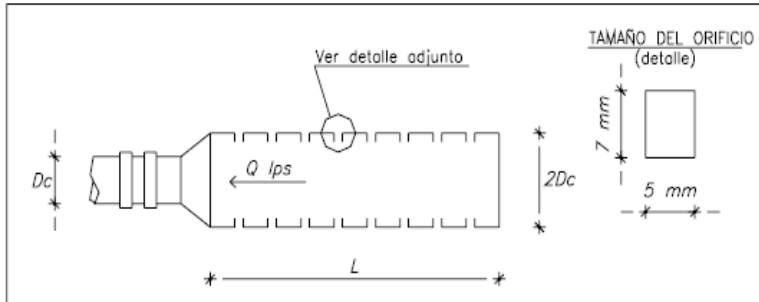 TAMAÑO DEL ORIFICIO
(detalle)
Ver detalle adjunto
7 mm
Dc
Q lps
2Dc
5 mm
L